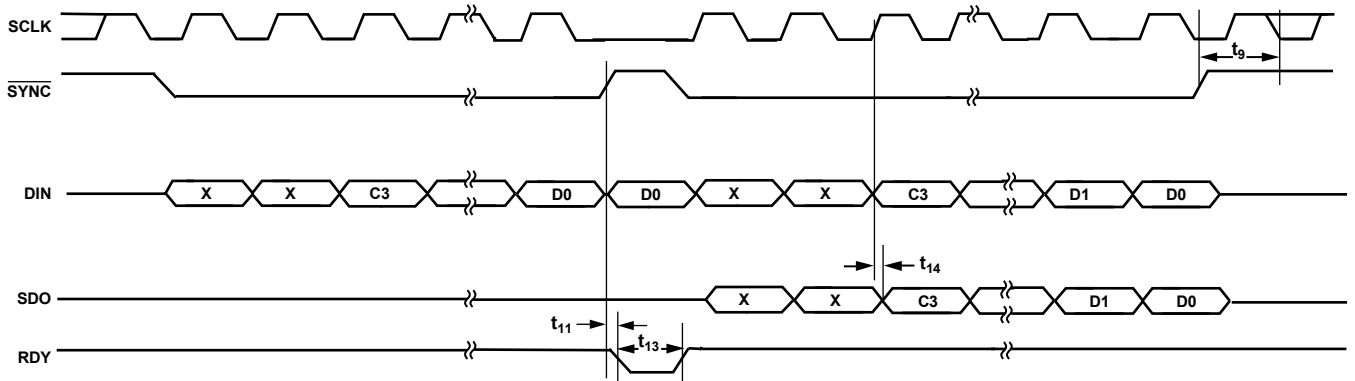 SCLK
t9
SYNC
DIN X X C3 D0 D0 X X C3 D1 D0
t14
SDO X X C3 D1 D0
t11 t13
RDY